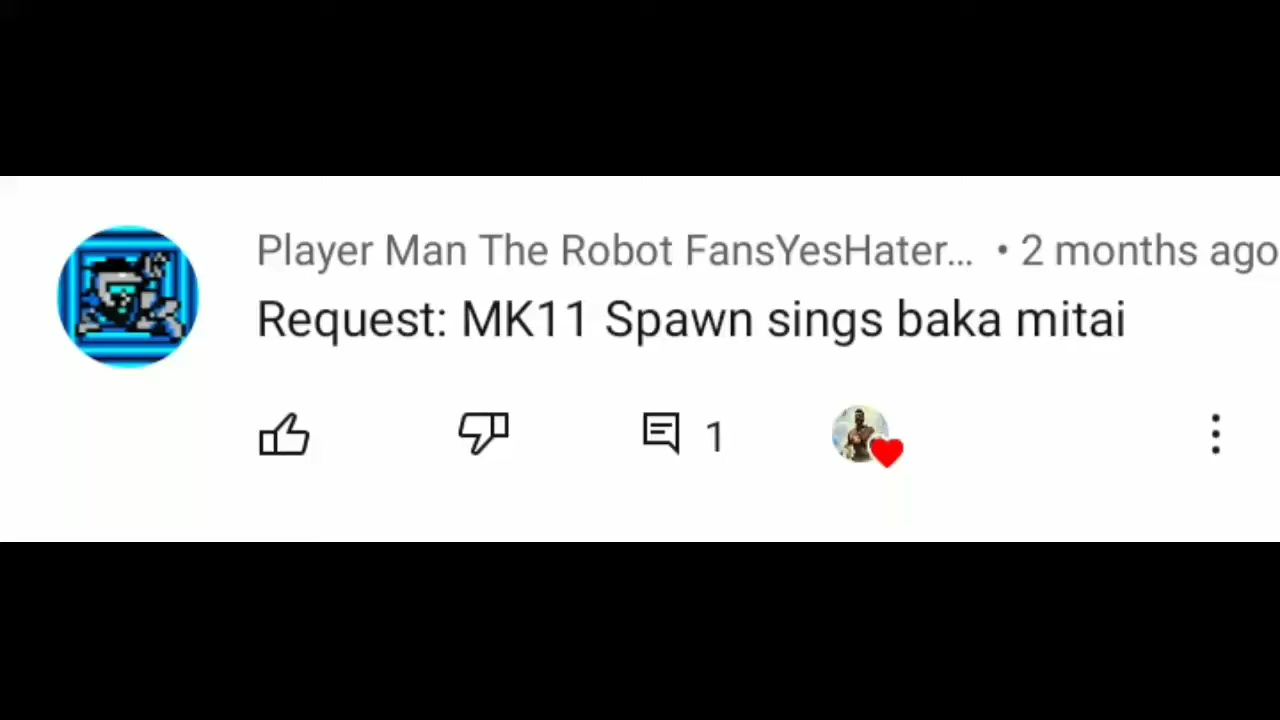 Player Man The Robot FansYesHater... • 2 months ago
Request: MK11 Spawn sings baka mitai
1